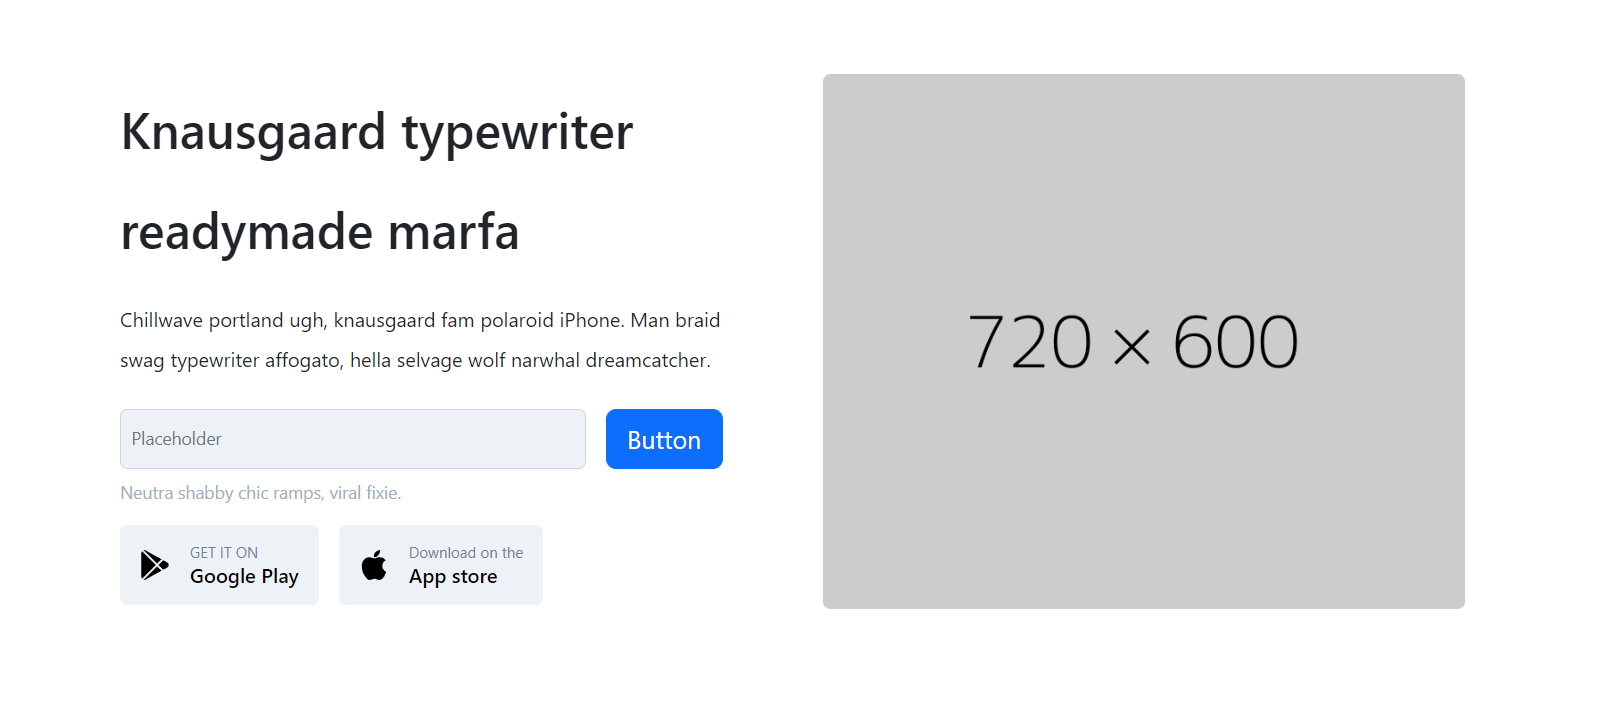 Knausgaard typewriter
readymade marfa
Chillwave portland ugh, knausgaard fam polaroid iPhone. Man braid
swag typewriter affogato, hella selvage wolf narwhal dreamcatcher.
Placeholder
Button
Neutra shabby chic ramps, viral fixie.
GET IT ON
Google Play
Download on the
App store
720 × 600